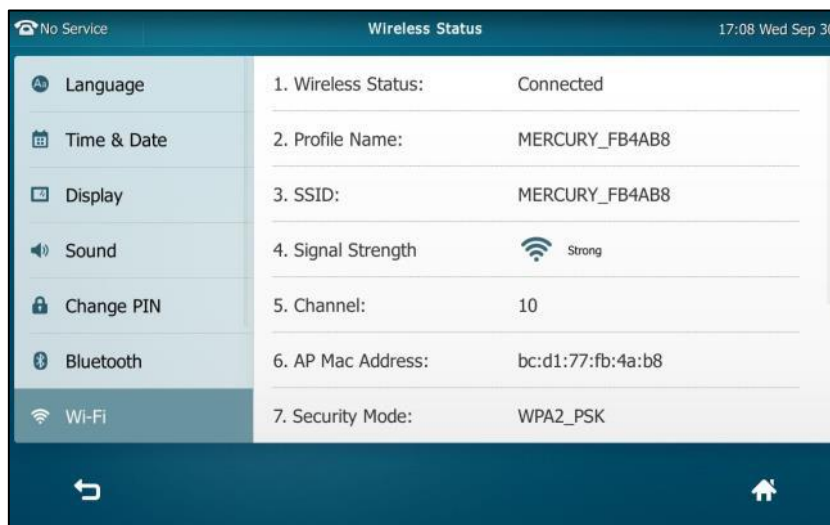 No Service Wireless Status 17:08 Wed Sep 30
Language
Time & Date
Display
Sound
Change PIN
Bluetooth
Wi-Fi
1. Wireless Status: Connected
2. Profile Name: MERCURY_FB4AB8
3. SSID: MERCURY_FB4AB8
4. Signal Strength Strong
5. Channel: 10
6. AP Mac Address: bc:d1:77:fb:4a:b8
7. Security Mode: WPA2_PSK